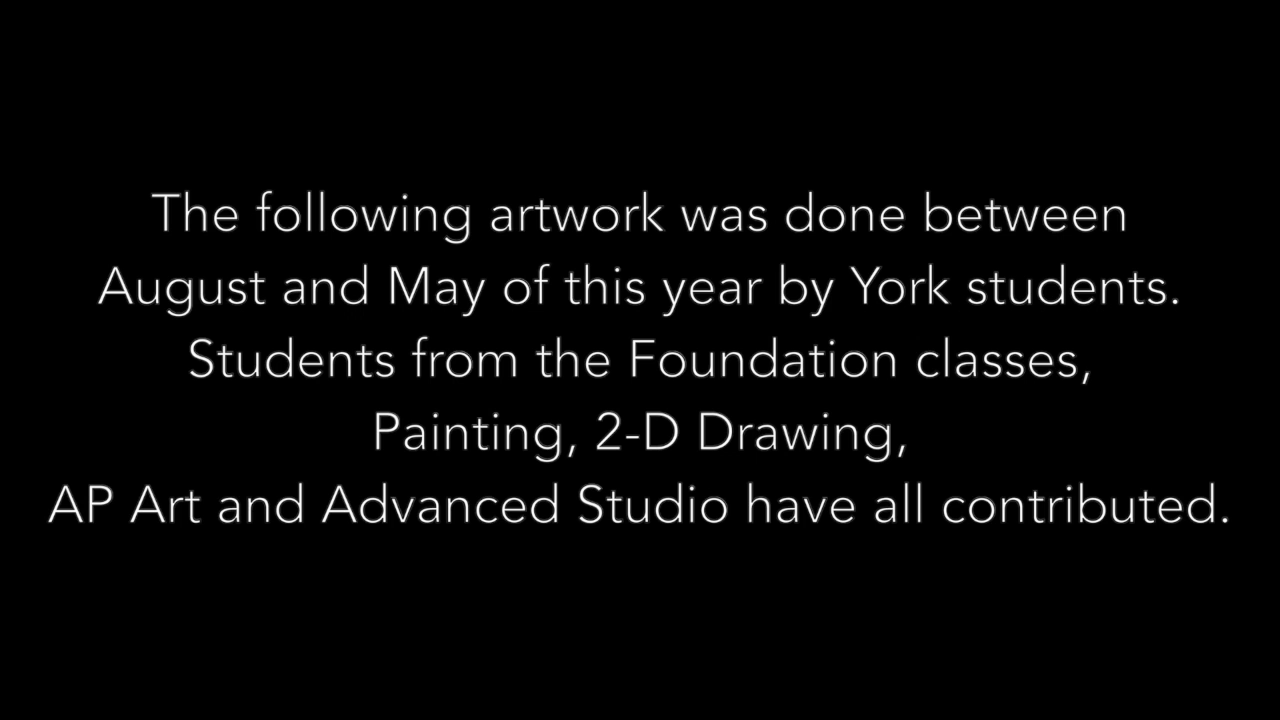 The following artwork was done between
August and May of this year by York students.
Students from the Foundation classes,
Painting, 2-D Drawing,
AP Art and Advanced Studio have all contributed.